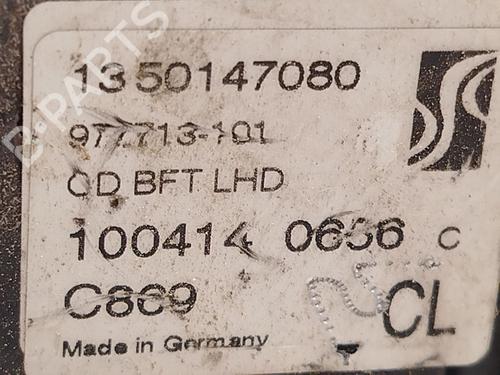 B-PARTS
1350147080
977713-101
CD BFT LHD
100414 0656 C
C869
CL
Made in Germany